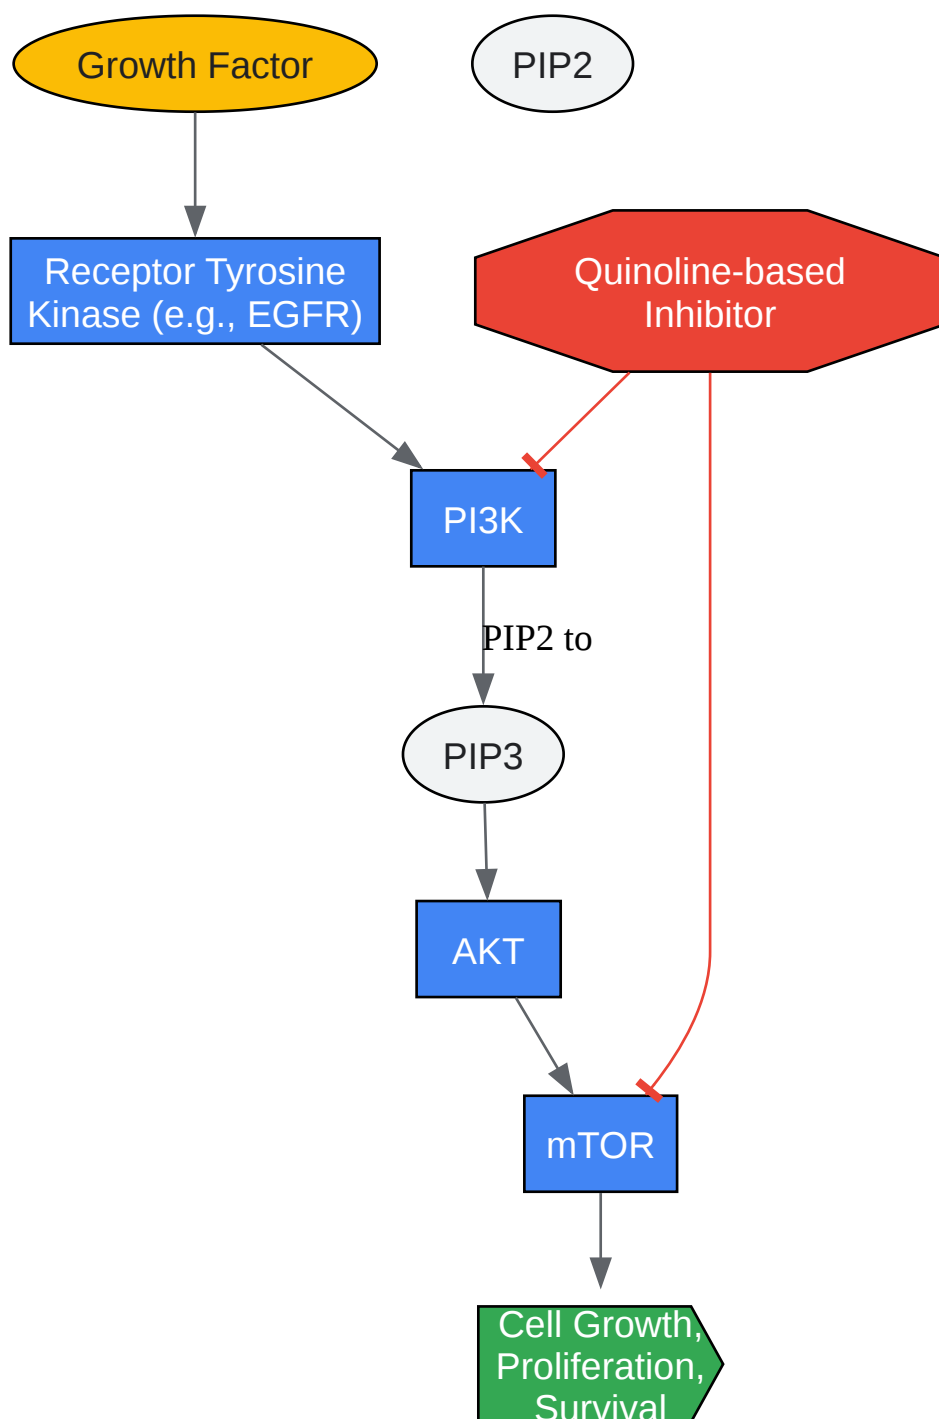 Growth Factor
PIP2
Receptor Tyrosine
Kinase (e.g., EGFR)
Quinoline-based
Inhibitor
PI3K
PIP2 to
PIP3
AKT
mTOR
Cell Growth,
Proliferation,
Survival